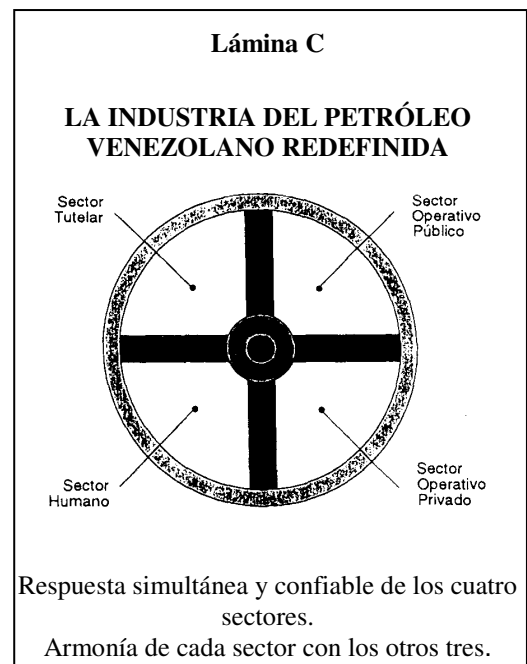 Lámina C
LA INDUSTRIA DEL PETRÓLEO
VENEZOLANO REDEFINIDA
Sector
Tutelar
Sector
Operativo
Público
Sector
Humano
Sector
Operativo
Privado
Respuesta simultánea y confiable de los cuatro
sectores.
Armonía de cada sector con los otros tres.